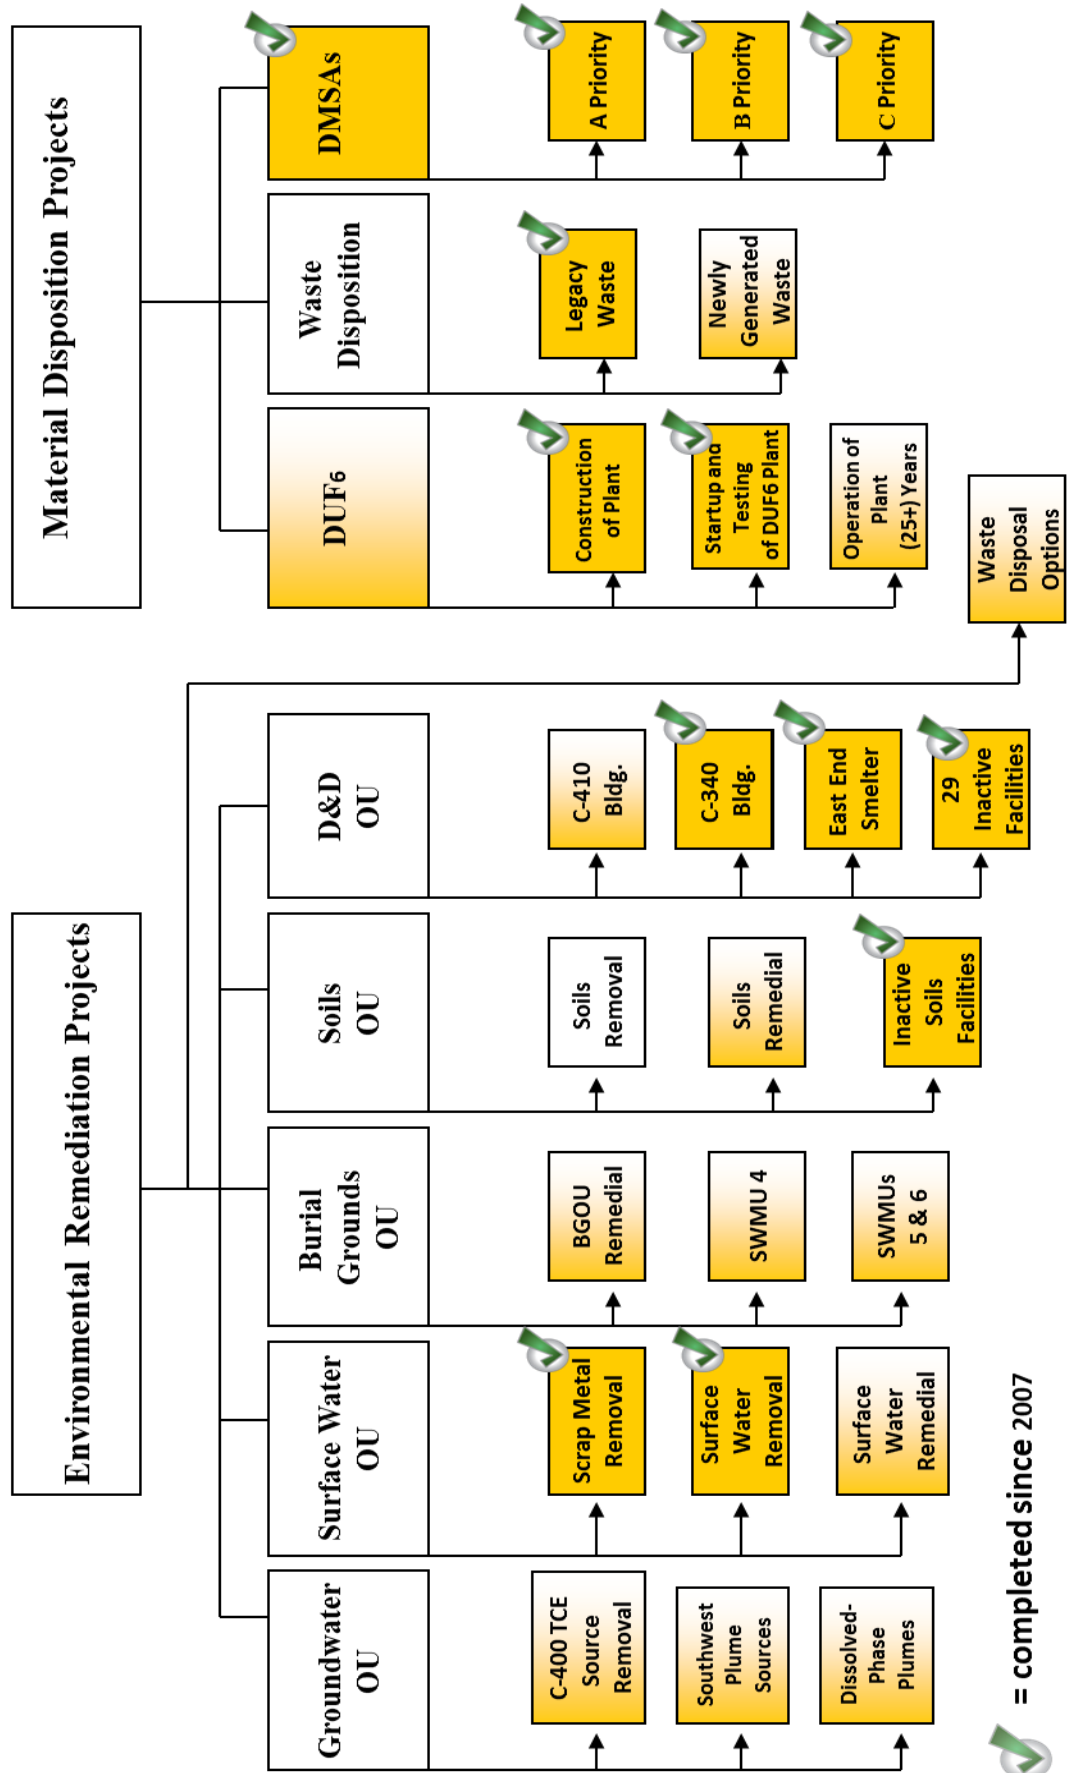 Environmental Remediation Projects
Material Disposition Projects
Groundwater
OU
C-400 TCE
Source
Removal
Southwest
Plume
Sources
Dissolved-
Phase
Plumes
Surface Water
OU
Scrap Metal
Removal
Surface
Water
Removal
Surface
Water
Remedial
Burial
Grounds
OU
BGOU
Remedial
SWMU 4
SWMUs
5 & 6
Soils
OU
Soils
Removal
Soils
Remedial
Inactive
Soils
Facilities
D&D
OU
C-410
Bldg.
C-340
Bldg.
East End
Smelter
29
Inactive
Facilities
Waste
Disposal
Options
DUF6
Construction
of Plant
Startup and
Testing
of DUF6 Plant
Operation of
Plant
(25+) Years
Waste
Disposition
Legacy
Waste
Newly
Generated
Waste
DMSAs
A Priority
B Priority
C Priority
= completed since 2007